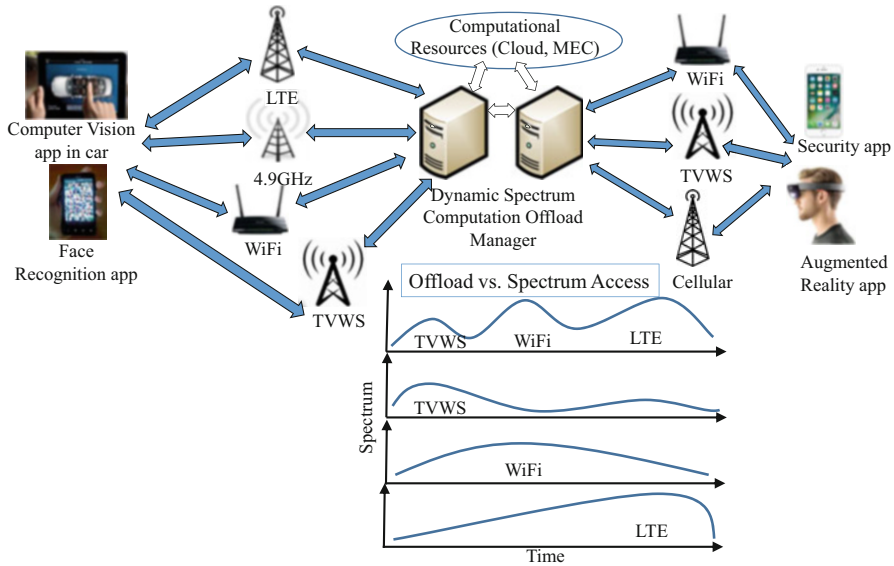 Computational
Resources (Cloud, MEC)
LTE
WiFi
Computer Vision
app in car
4.9GHz
TVWS
Security app
Dynamic Spectrum
Computation Offload
Manager
Face
Recognition app
WiFi
Cellular
Augmented
Reality app
TVWS
Offload vs. Spectrum Access
TVWS
WiFi
LTE
TVWS
Spectrum
WiFi
LTE
Time